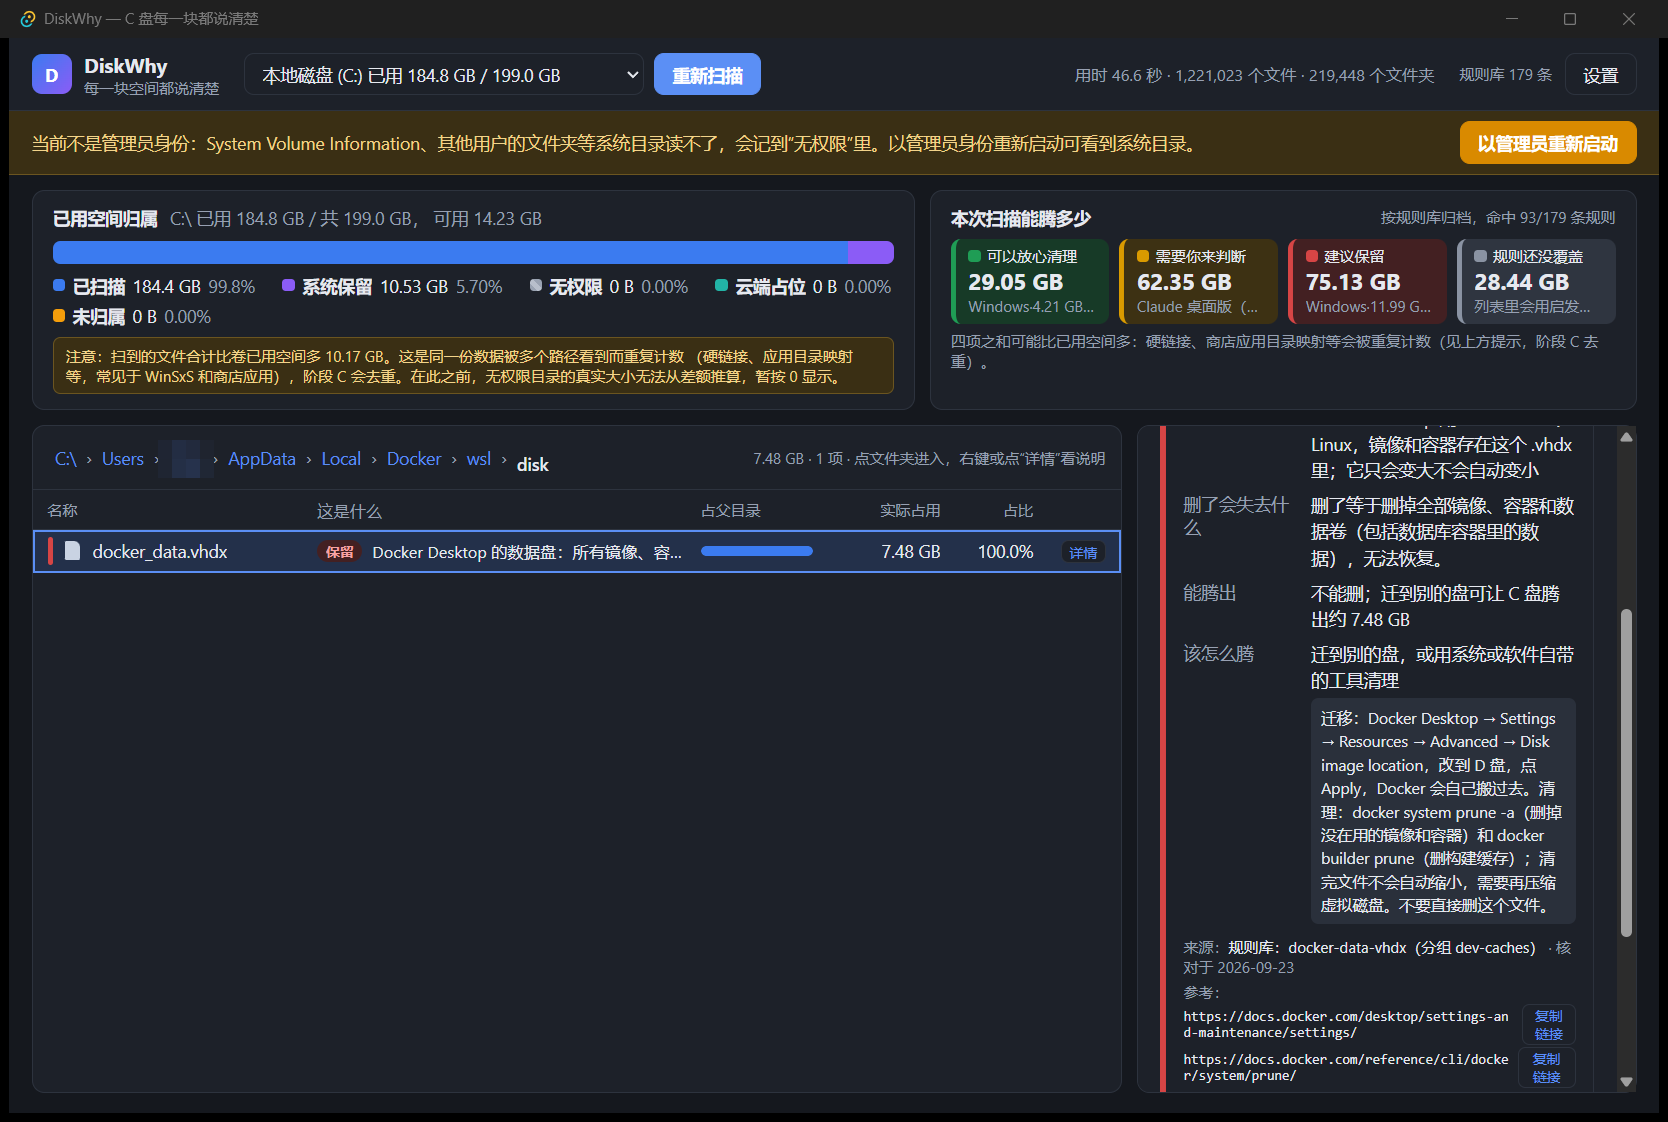 DiskWhy — C 盘每一块都说清楚
D
DiskWhy
每一块空间都说清楚
本地磁盘 (C:) 已用 184.8 GB / 199.0 GB
重新扫描
用时 46.6 秒 · 1,221,023 个文件 · 219,448 个文件夹
规则库 179 条
设置
当前不是管理员身份：System Volume Information、其他用户的文件夹等系统目录读不了，会记到“无权限”里。以管理员身份重新启动可看到系统目录。
以管理员重新启动
已用空间归属 C:\ 已用 184.8 GB / 共 199.0 GB， 可用 14.23 GB
已扫描 184.4 GB 99.8% 系统保留 10.53 GB 5.70% 无权限 0 B 0.00% 云端占位 0 B 0.00%
未归属 0 B 0.00%
注意：扫到的文件合计比卷已用空间多 10.17 GB。这是同一份数据被多个路径看到而重复计数 （硬链接、应用目录映射
等，常见于 WinSxS 和商店应用），阶段 C 会去重。在此之前，无权限目录的真实大小无法从差额推算，暂按 0 显示。
本次扫描能腾多少
按规则库归档，命中 93/179 条规则
可以放心清理
29.05 GB
Windows·4.21 GB...
需要你来判断
62.35 GB
Claude 桌面版（...
建议保留
75.13 GB
Windows·11.99 G...
规则还没覆盖
28.44 GB
列表里会用启发...
四项之和可能比已用空间多：硬链接、商店应用目录映射等会被重复计数（见上方提示，阶段 C 去
重）。
C:\ › Users › › AppData › Local › Docker › wsl › disk
7.48 GB · 1 项 · 点文件夹进入，右键或点“详情”看说明
名称 这是什么 占父目录 实际占用 占比
docker_data.vhdx 保留 Docker Desktop 的数据盘：所有镜像、容... 7.48 GB 100.0% 详情
Linux，镜像和容器存在这个 .vhdx
里；它只会变大不会自动变小
删了会失去什
么
删了等于删掉全部镜像、容器和数
据卷（包括数据库容器里的数
据），无法恢复。
能腾出
不能删；迁到别的盘可让 C 盘腾
出约 7.48 GB
该怎么腾
迁到别的盘，或用系统或软件自带
的工具清理
迁移：Docker Desktop → Settings
→ Resources → Advanced → Disk
image location，改到 D 盘，点
Apply，Docker 会自己搬过去。清
理：docker system prune -a（删掉
没在用的镜像和容器）和 docker
builder prune（删构建缓存）；清
完文件不会自动缩小，需要再压缩
虚拟磁盘。不要直接删这个文件。
来源：规则库：docker-data-vhdx（分组 dev-caches） · 核
对于 2026-09-23
参考：
https://docs.docker.com/desktop/settings-an
d-maintenance/settings/
复制
链接
https://docs.docker.com/reference/cli/docke
r/system/prune/
复制
链接